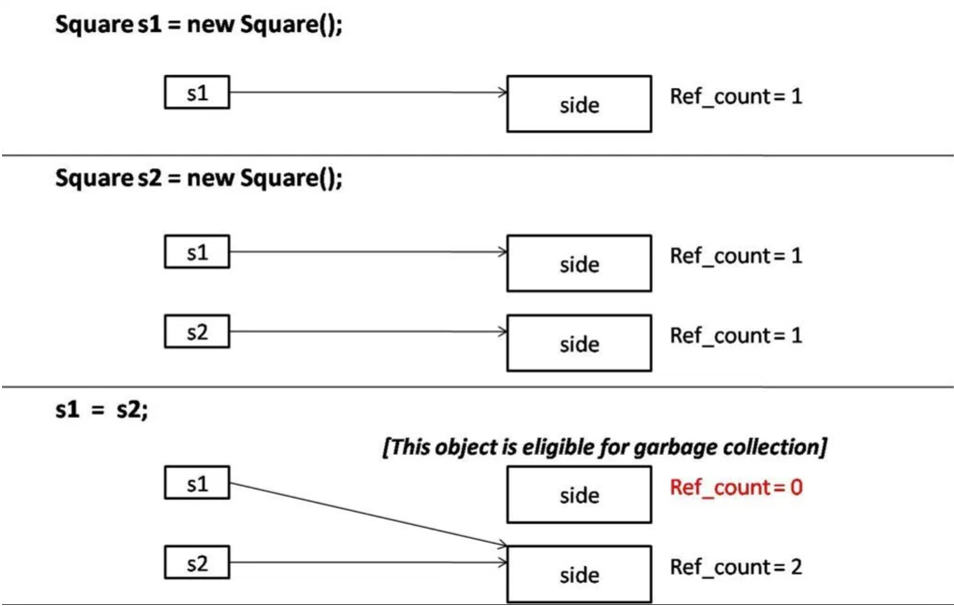 Square s1 = new Square();
s1
side
Ref_count= 1
Square s2 = new Square();
s1
side
Ref_count= 1
s2
side
Ref_count= 1
s1 = s2;
[This object is eligible for garbage collection]
s1
side
Ref_count= 0
s2
side
Ref_count= 2